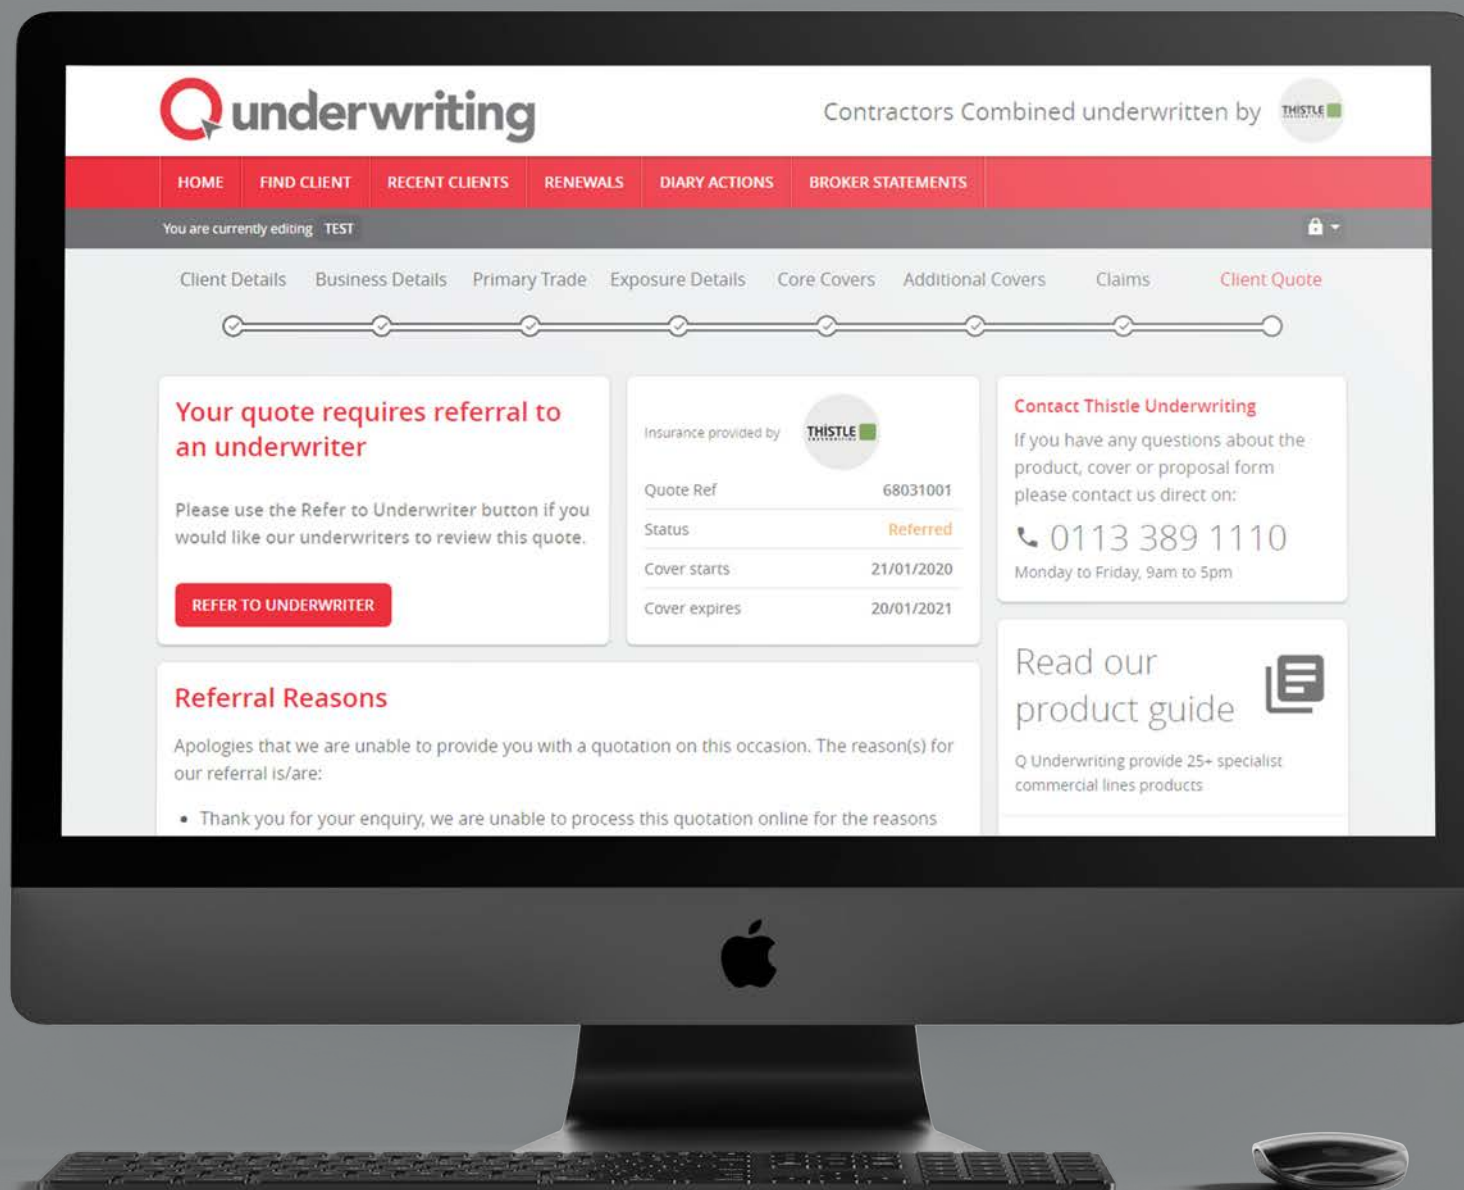 Q underwriting
Contractors Combined underwritten by
THISTLE
HOME FIND CLIENT RECENT CLIENTS RENEWALS DIARY ACTIONS BROKER STATEMENTS
You are currently editing TEST
Client Details Business Details Primary Trade Exposure Details Core Covers Additional Covers Claims Client Quote
Your quote requires referral to
an underwriter
Please use the Refer to Underwriter button if you
would like our underwriters to review this quote.
REFER TO UNDERWRITER
Insurance provided by
THISTLE
Quote Ref 68031001
Status Referred
Cover starts 21/01/2020
Cover expires 20/01/2021
Contact Thistle Underwriting
If you have any questions about the
product, cover or proposal form
please contact us direct on:
0113 389 1110
Monday to Friday, 9am to 5pm
Referral Reasons
Apologies that we are unable to provide you with a quotation on this occasion. The reason(s) for
our referral is/are:
• Thank you for your enquiry, we are unable to process this quotation online for the reasons
Read our
product guide
Q Underwriting provide 25+ specialist
commercial lines products